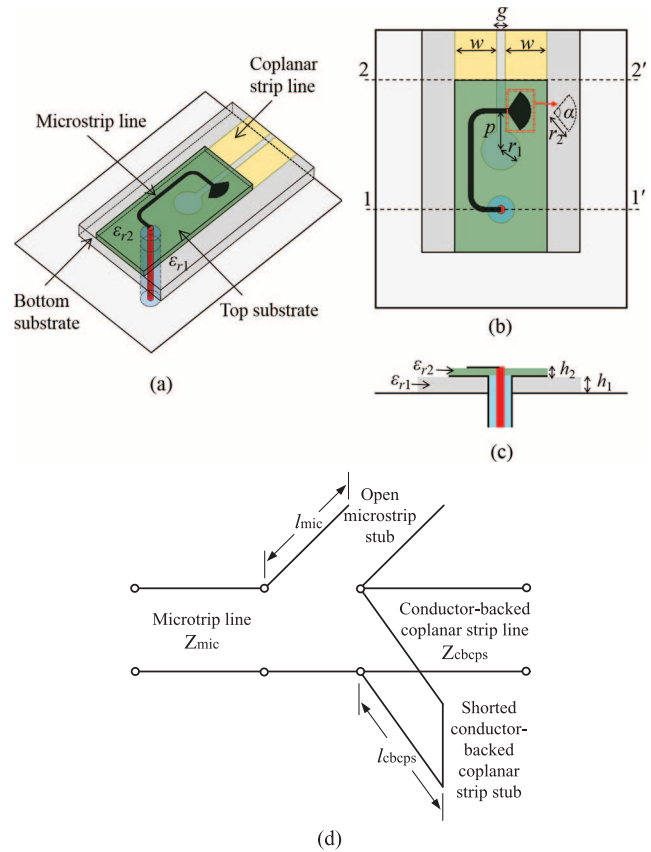 Coplanar
strip line
Microstrip line
εr2
εr1
Bottom
substrate
Top substrate
(a)
g
w w
2 2′
p
r1
α
r2
1 1′
(b)
εr2
εr1
h2
h1
(c)
lmic
Open
microstrip
stub
Microtrip line
Zmic
Conductor-backed
coplanar strip line
Zcbcps
lcbcps
Shorted
conductor-
backed
coplanar
strip stub
(d)